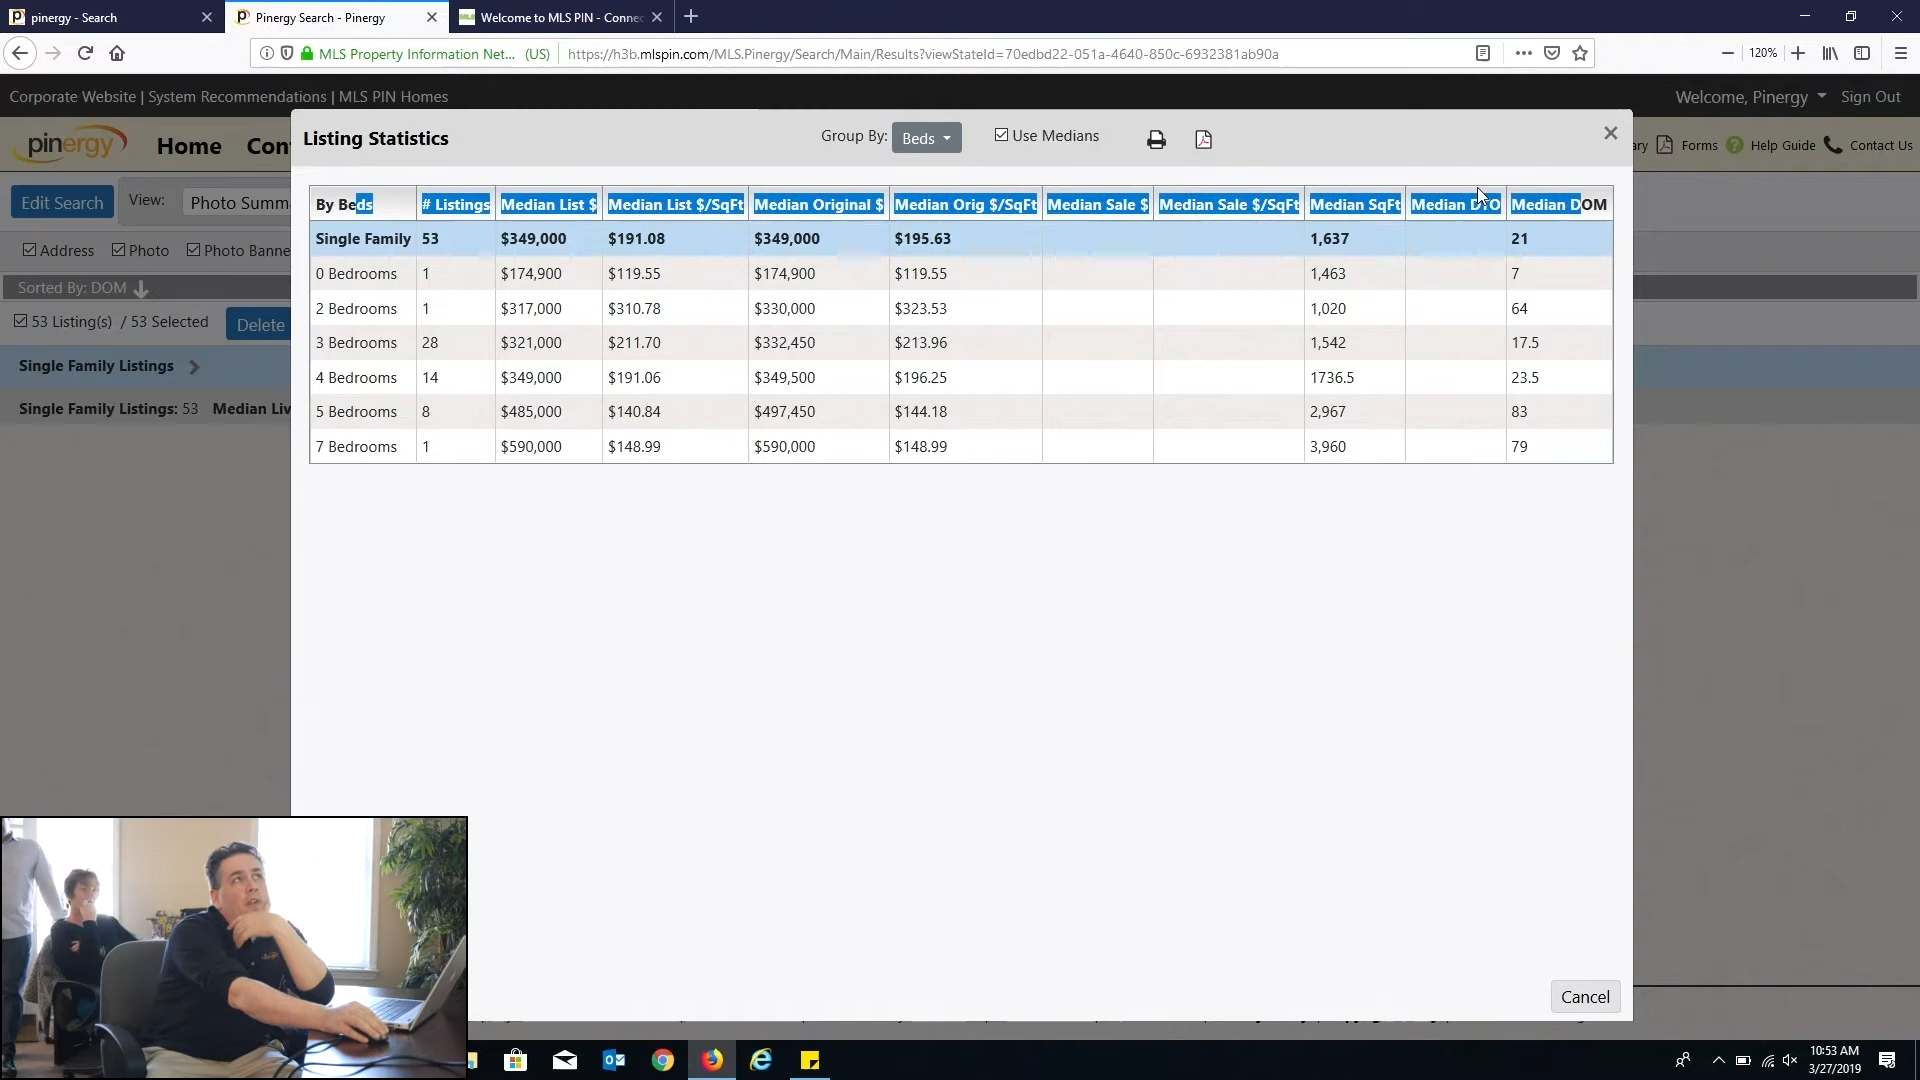 pinergy - Search
Pinergy Search - Pinergy
Welcome to MLS PIN - Connec
MLS Property Information Net... (US)
https://h3b.mlspin.com/MLS.Pinergy/Search/Main/Results?viewStateId=70edbd22-051a-4640-850c-6932381ab90a
120%
Corporate Website | System Recommendations | MLS PIN Homes
Welcome, Pinergy
Sign Out
pinergy
Home
Con
Listing Statistics
Group By:
Beds
Use Medians
ary
Forms
Help Guide
Contact Us
Edit Search
View:
Photo Summa
Address
Photo
Photo Banne
Sorted By: DOM
53 Listing(s) / 53 Selected
Delete
Single Family Listings
Single Family Listings: 53 Median Liv
By Beds # Listings Median List $ Median List $/SqFt Median Original $ Median Orig $/SqFt Median Sale $ Median Sale $/SqFt Median SqFt Median DTO Median DOM
Single Family 53 $349,000 $191.08 $349,000 $195.63 1,637 21
0 Bedrooms 1 $174,900 $119.55 $174,900 $119.55 1,463 7
2 Bedrooms 1 $317,000 $310.78 $330,000 $323.53 1,020 64
3 Bedrooms 28 $321,000 $211.70 $332,450 $213.96 1,542 17.5
4 Bedrooms 14 $349,000 $191.06 $349,500 $196.25 1736.5 23.5
5 Bedrooms 8 $485,000 $140.84 $497,450 $144.18 2,967 83
7 Bedrooms 1 $590,000 $148.99 $590,000 $148.99 3,960 79
Cancel
10:53 AM
3/27/2019